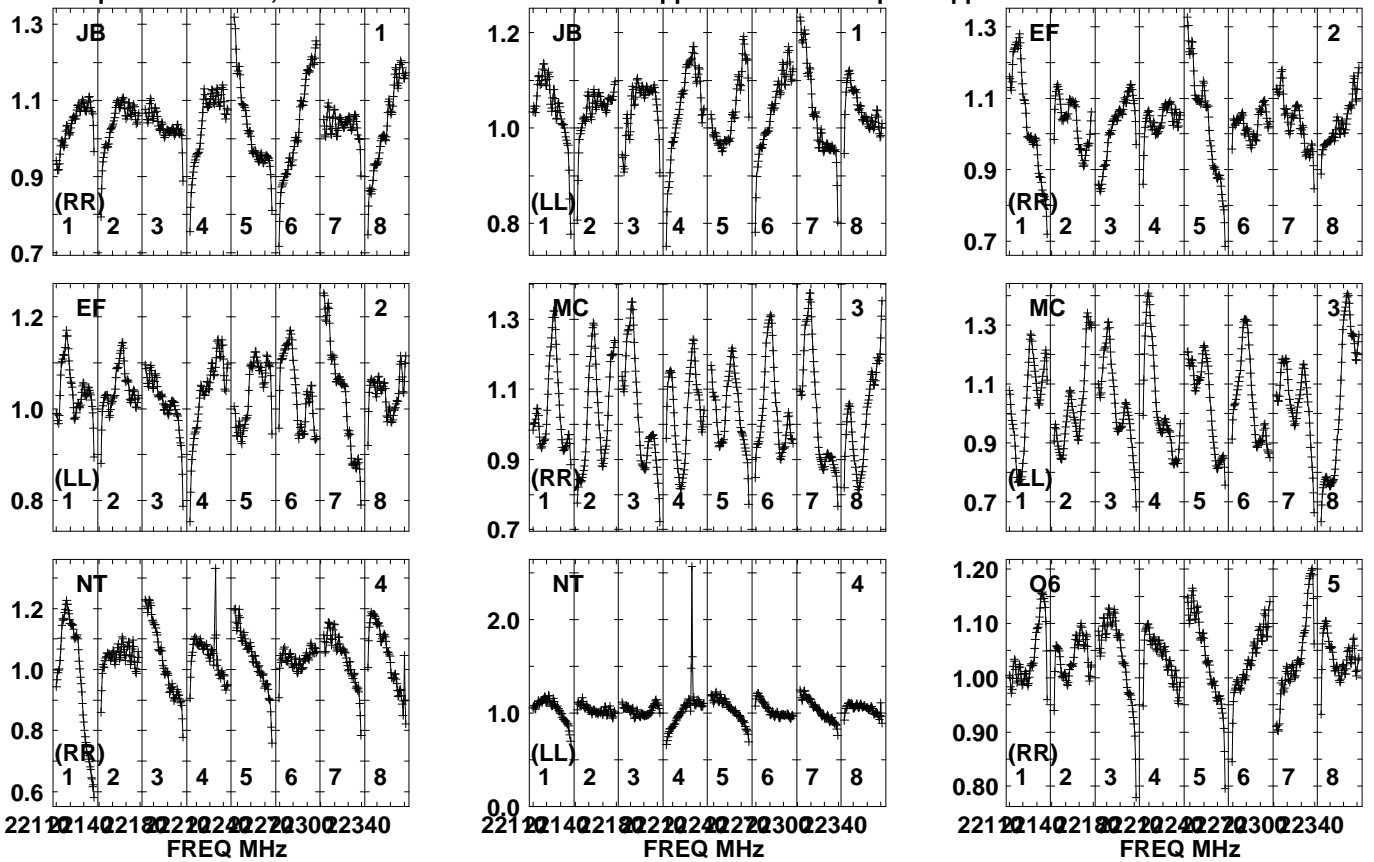 1.3 JB 1
1.1
0.9
0.7
(RR)
1 2 3 4 5 6 7 8
1.2 JB 1
1.0
0.8
(LL)
1 2 3 4 5 6 7 8
1.3 EF 2
1.1
0.9
0.7
(RR)
1 2 3 4 5 6 7 8
1.2 EF 2
1.0
0.8
(LL)
1 2 3 4 5 6 7 8
1.3 MC 3
1.1
0.9
0.7
(RR)
1 2 3 4 5 6 7 8
1.3 MC 3
1.1
0.9
0.7
(LL)
1 2 3 4 5 6 7 8
NT 4
1.2
1.0
0.8
0.6
(RR)
1 2 3 4 5 6 7 8
NT 4
2.0
1.0
0.0
(LL)
1 2 3 4 5 6 7 8
1.20 O6 5
1.10
1.00
0.90
0.80
(RR)
1 2 3 4 5 6 7 8
FREQ MHz
FREQ MHz
FREQ MHz